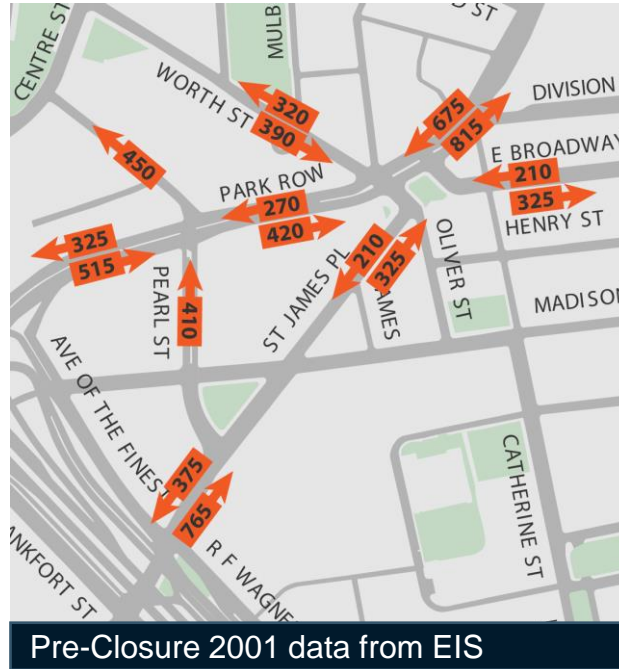 D ST
CENTRE ST
MULB
WORTH ST
320
390
675
815
DIVISION
E BROADWAY
210
325
450
PARK ROW
270
420
HENRY ST
325
515
210
325
OLIVER ST
PEARL ST
410
ST JAMES PL
JAMES
MADISON
AVE OF THE FINEST
375
765
CATHERINE ST
R F WAGNE
ANKFORT ST
Pre-Closure 2001 data from EIS